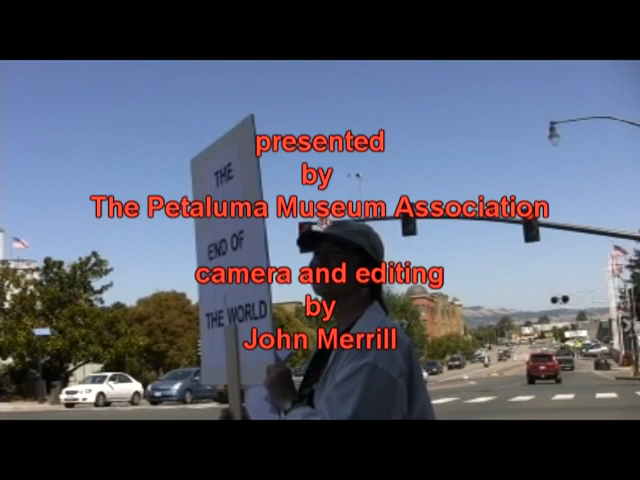 presented
by
The Petaluma Museum Association
camera and editing
by
John Merrill
THE
END OF
THE WORLD